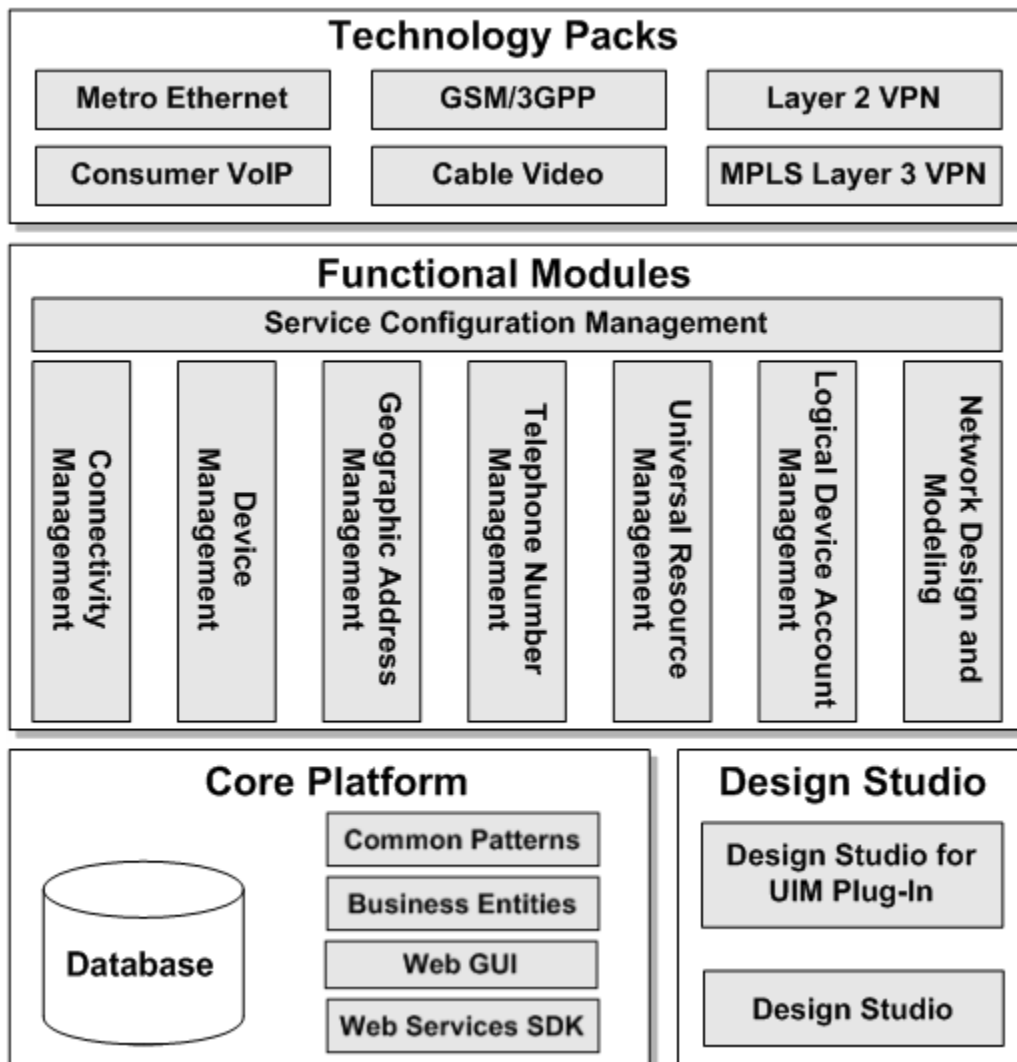 Technology Packs
Metro Ethernet
GSM/3GPP
Layer 2 VPN
Consumer VoIP
Cable Video
MPLS Layer 3 VPN
Functional Modules
Service Configuration Management
Connectivity
Management
Device
Management
Geographic Address
Management
Telephone Number
Management
Universal Resource
Management
Logical Device Account
Management
Network Design and
Modeling
Core Platform
Database
Common Patterns
Business Entities
Web GUI
Web Services SDK
Design Studio
Design Studio for
UIM Plug-In
Design Studio